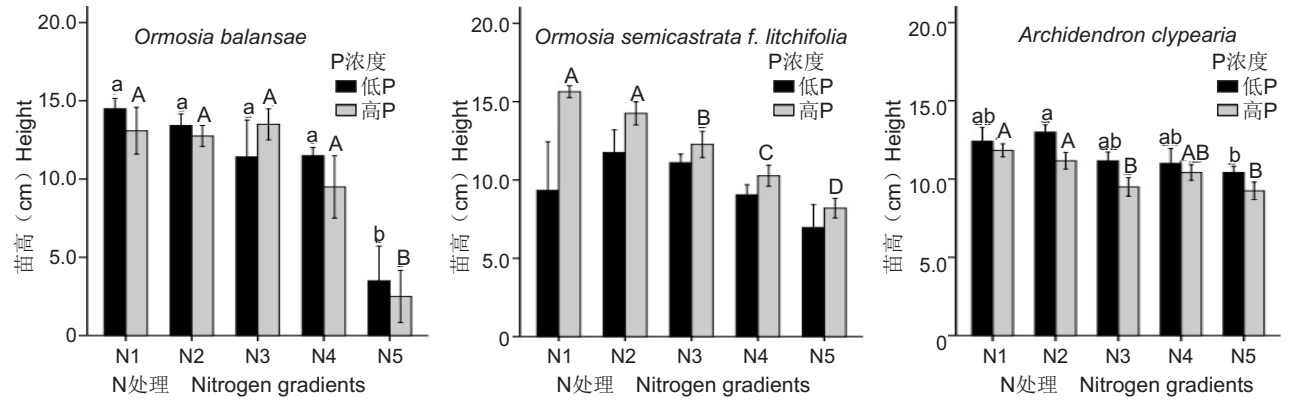 Ormosia balansae
P浓度
低P
高P
20.0
15.0
10.0
5.0
0
苗高（cm）Height
a A a A a A a A b B
N1 N2 N3 N4 N5
N处理 Nitrogen gradients
Ormosia semicastrata f. litchifolia
P浓度
低P
高P
20.0
15.0
10.0
5.0
0
苗高（cm）Height
A A B C D
N1 N2 N3 N4 N5
N处理 Nitrogen gradients
Archidendron clypearia
P浓度
低P
高P
20.0
15.0
10.0
5.0
0
苗高（cm）Height
ab A a A ab B ab AB b B
N1 N2 N3 N4 N5
N处理 Nitrogen gradients